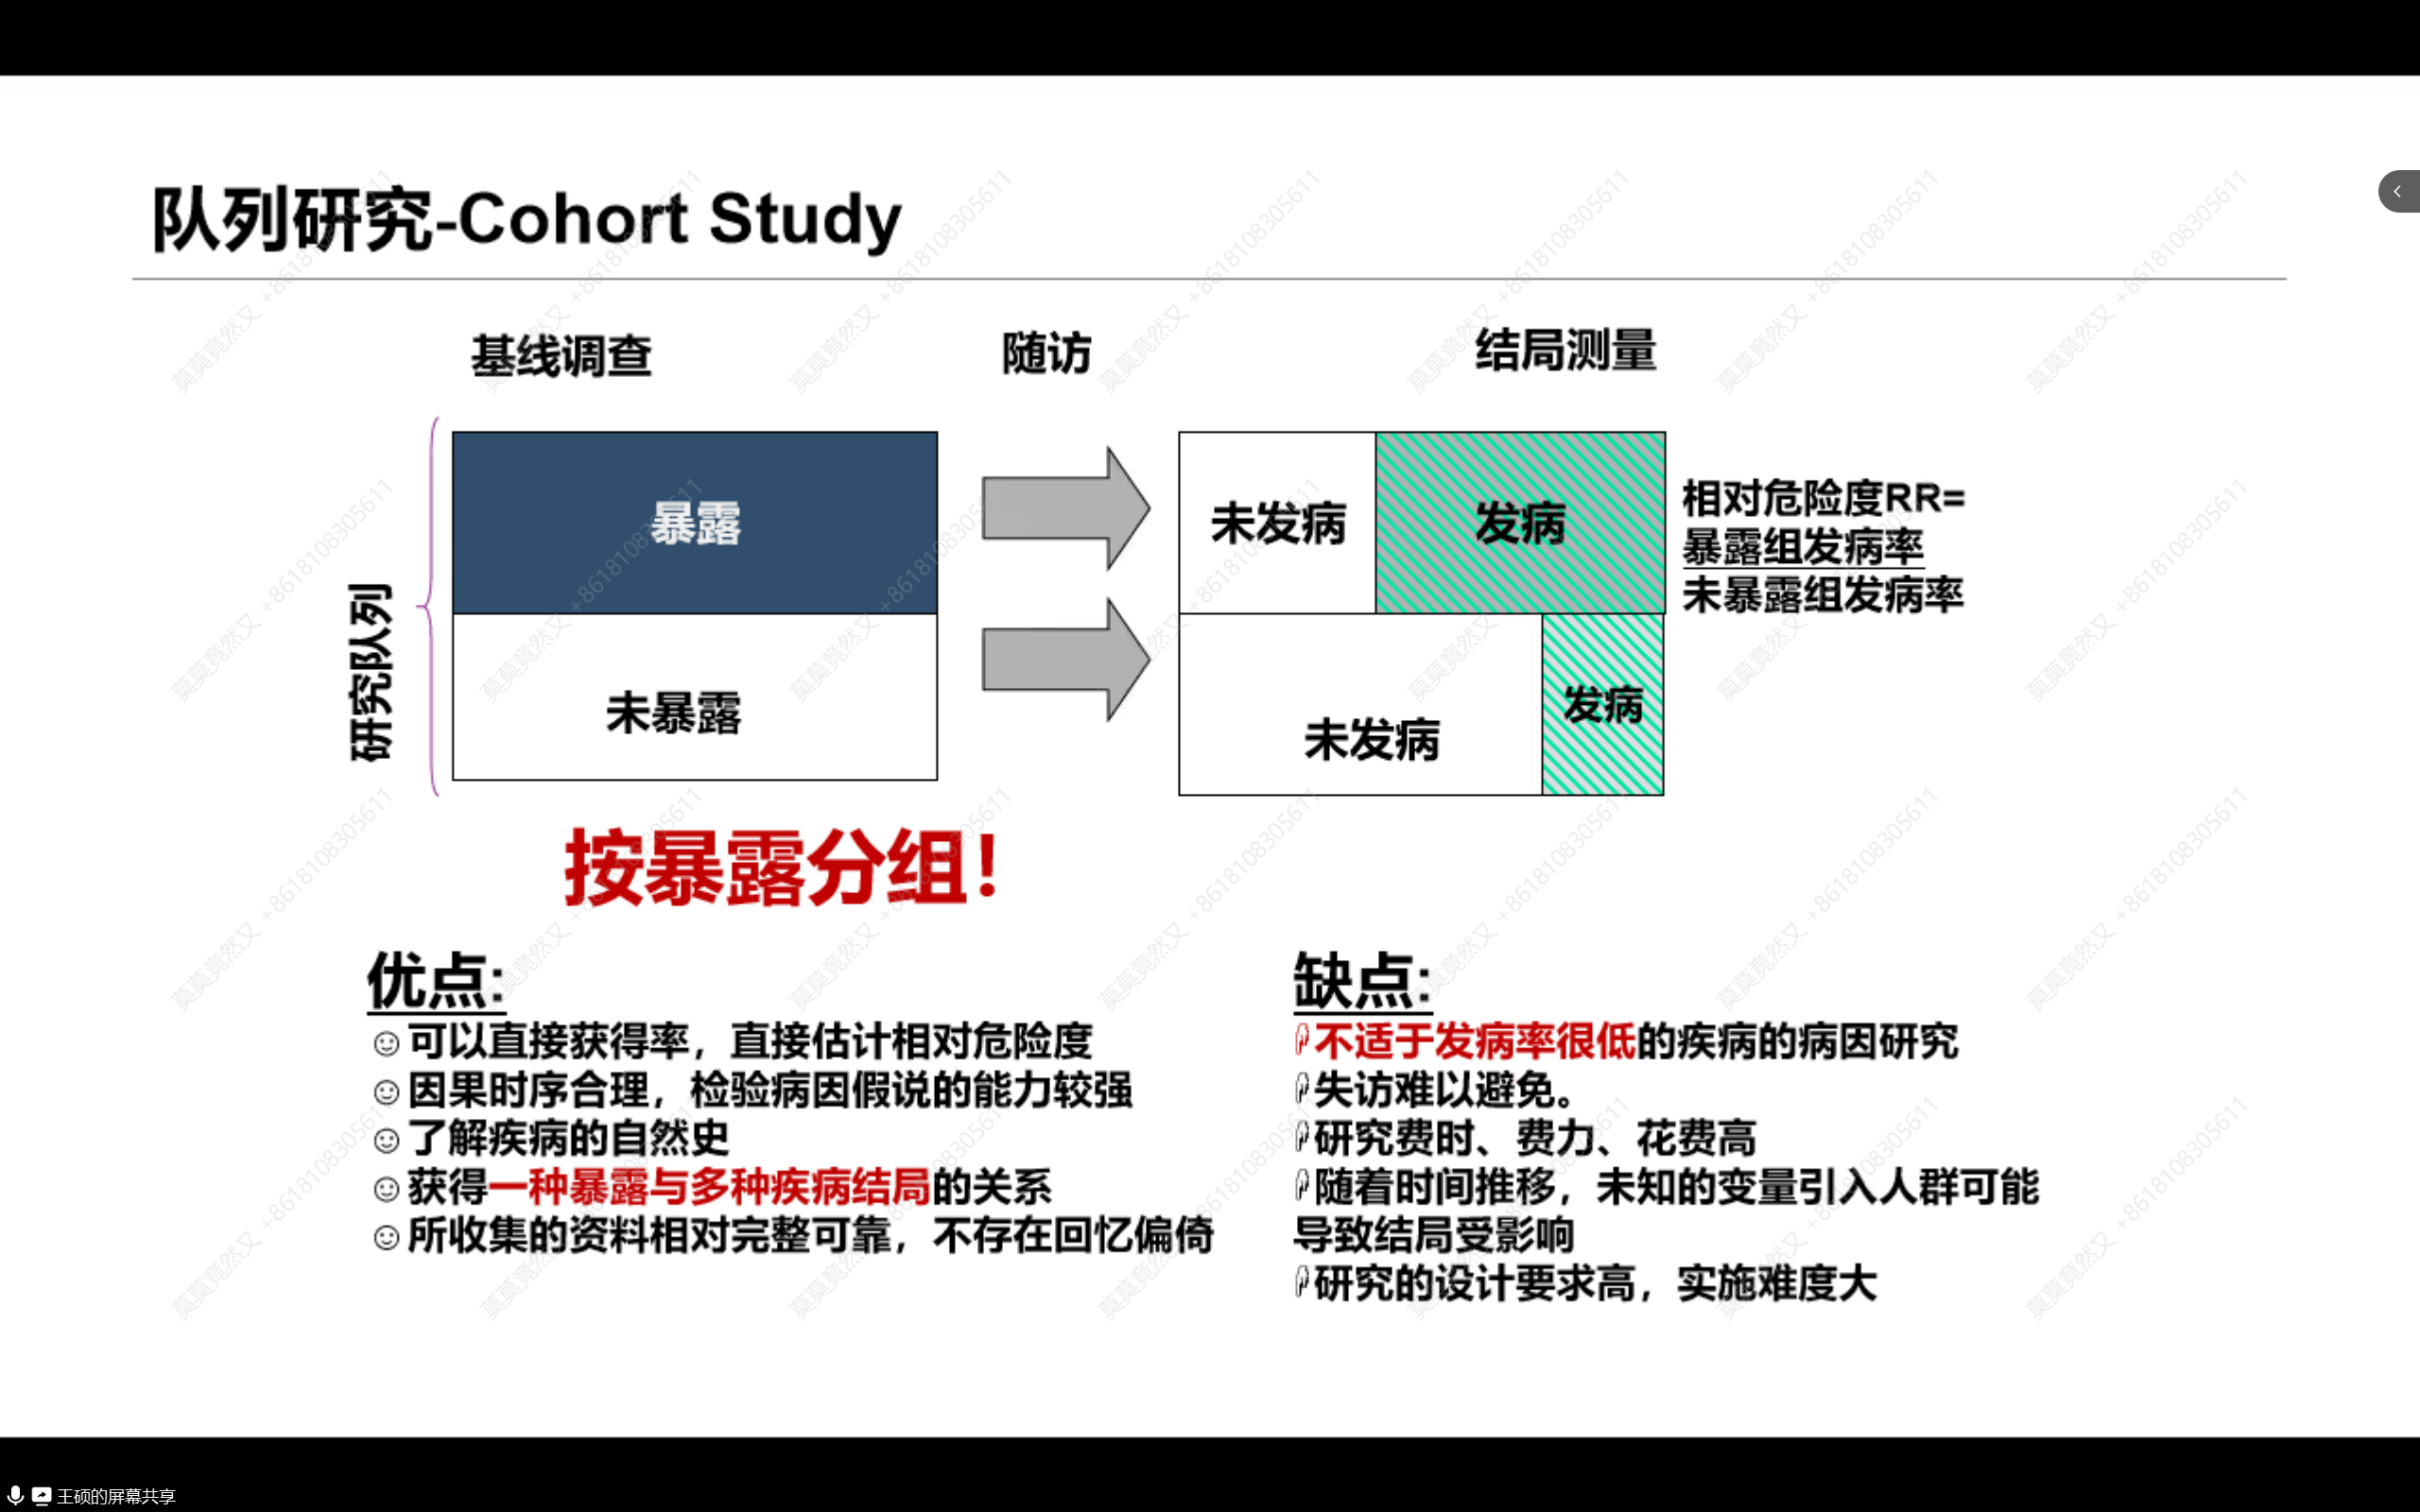 队列研究-Cohort Study
基线调查
随访
结局测量
研究队列
暴露
未暴露
未发病
发病
未发病
发病
相对危险度RR=
暴露组发病率
未暴露组发病率
按暴露分组！
优点:
☺可以直接获得率，直接估计相对危险度
☺因果时序合理，检验病因假说的能力较强
☺了解疾病的自然史
☺获得一种暴露与多种疾病结局的关系
☺所收集的资料相对完整可靠，不存在回忆偏倚
缺点:
不适于发病率很低的疾病的病因研究
失访难以避免。
研究费时、费力、花费高
随着时间推移，未知的变量引入人群可能
导致结局受影响
研究的设计要求高，实施难度大
莫莫竟然又 +8618108305611
王硕的屏幕共享